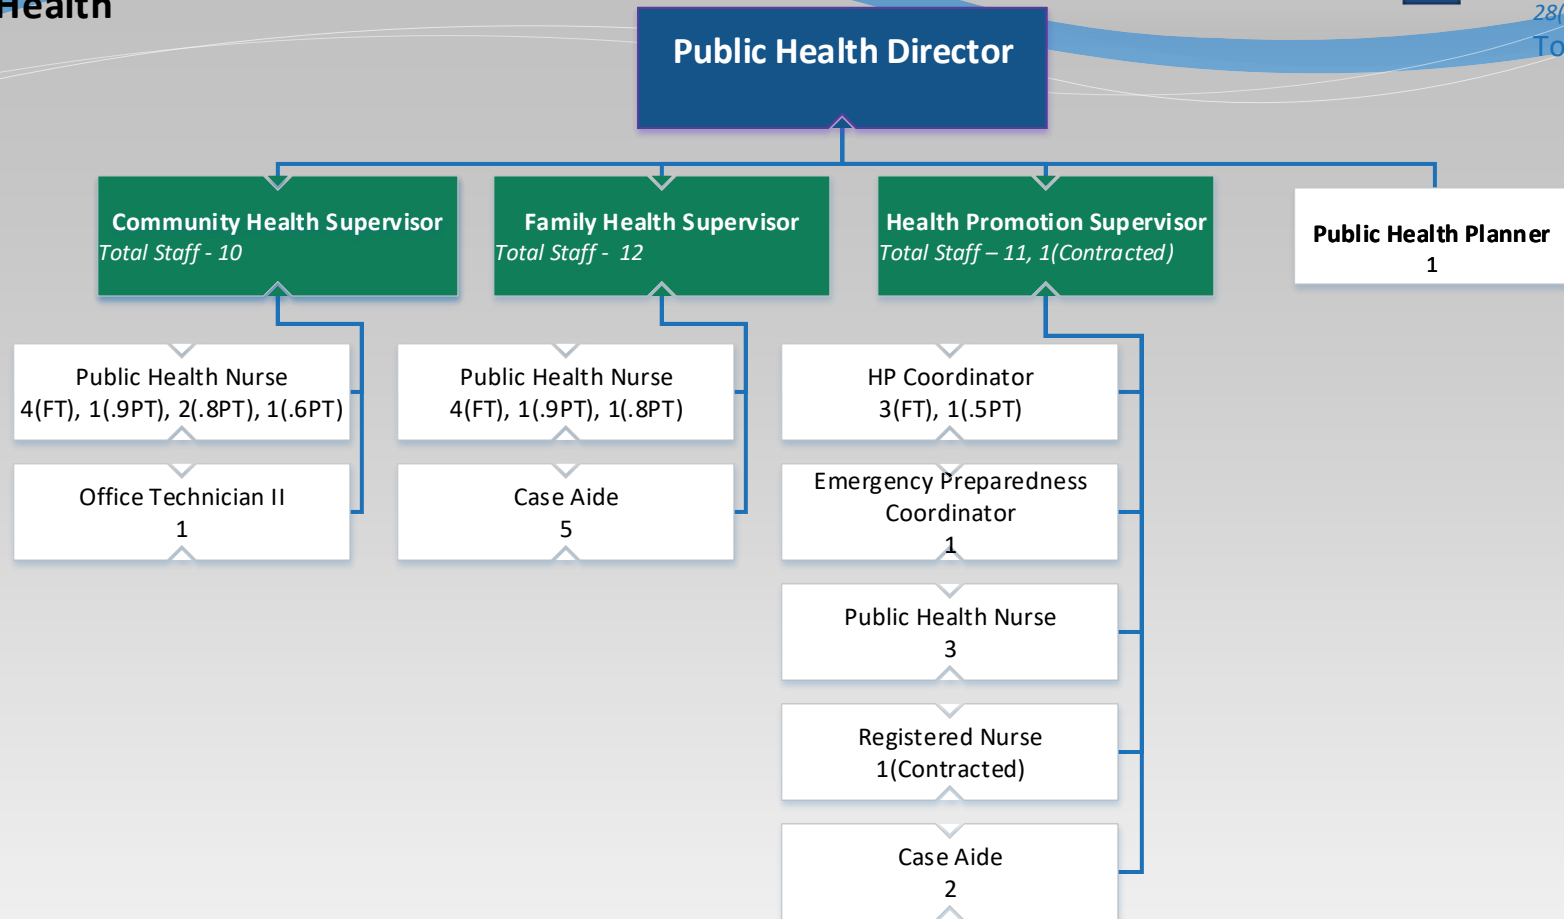 Health
28(
To
Public Health Director
Community Health Supervisor
Total Staff - 10
Family Health Supervisor
Total Staff - 12
Health Promotion Supervisor
Total Staff – 11, 1(Contracted)
Public Health Planner
1
Public Health Nurse
4(FT), 1(.9PT), 2(.8PT), 1(.6PT)
Office Technician II
1
Public Health Nurse
4(FT), 1(.9PT), 1(.8PT)
Case Aide
5
HP Coordinator
3(FT), 1(.5PT)
Emergency Preparedness
Coordinator
1
Public Health Nurse
3
Registered Nurse
1(Contracted)
Case Aide
2